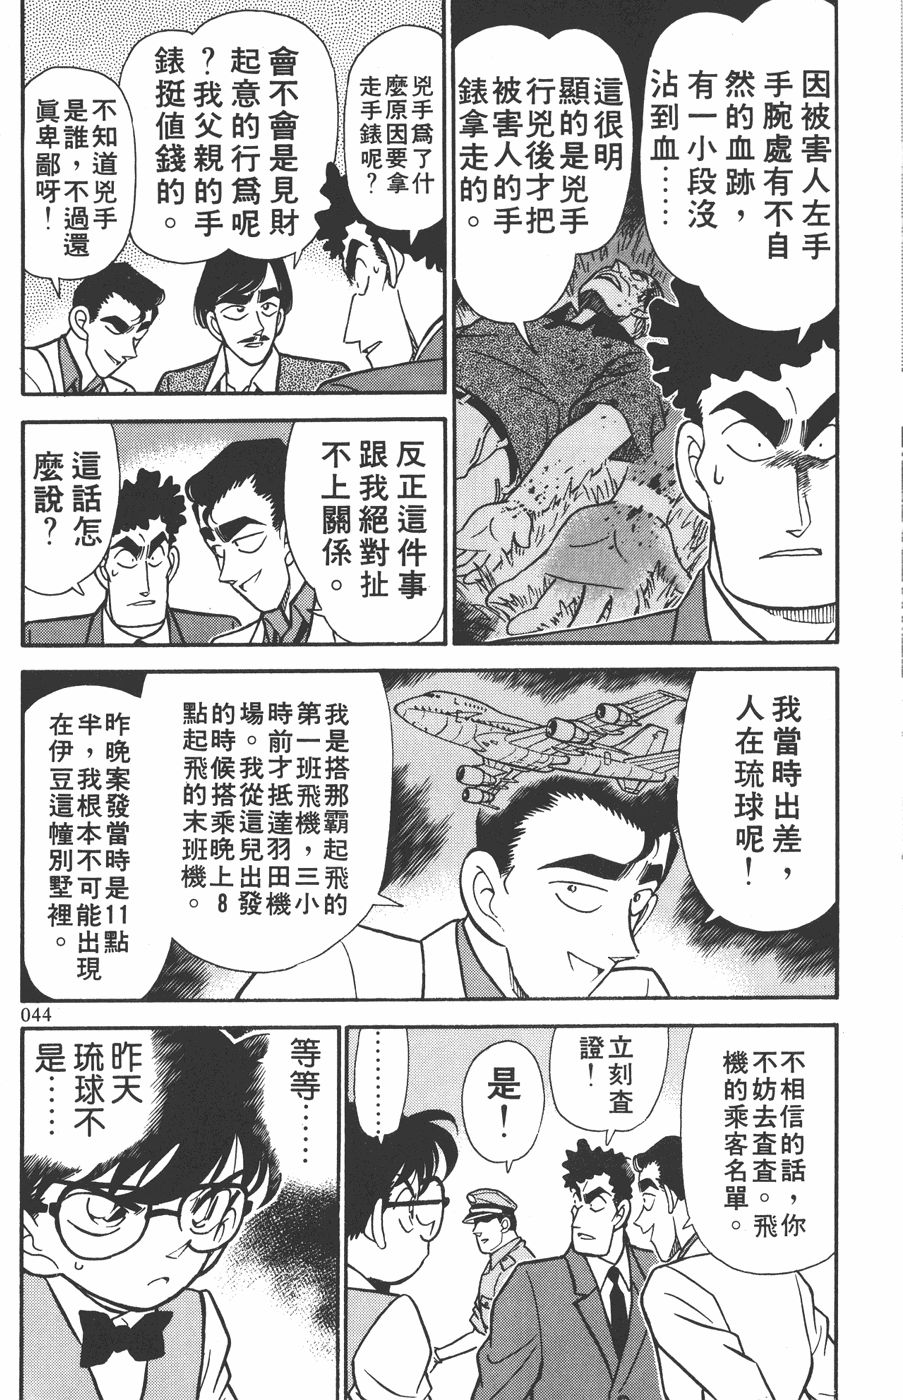 因被害人左手
手腕處有不自
然的血跡，
有一小段沒
沾到血……
這很明
顯的是兇手
行兇後才把
被害人的手
錶拿走的。
兇手爲了什
麼原因要拿
走手錶呢？
會不會是見財
起意的行爲呢
？我父親的手
錶挺値錢的。
不知道兇手
是誰，不過還
眞卑鄙呀！
反正這件事
跟我絕對扯
不上關係。
這話怎
麼說？
我當時出差，
人在琉球呢！
我是搭那霸起飛的
第一班飛機，三小
時前才抵達羽田機
場。我從這兒出發
的時候搭乘晚上8
點起飛的末班機。
昨晚案發當時是11點
半，我根本不可能出現
在伊豆這幢別墅裡。
不相信的話，你
不妨去査査。飛
機的乘客名單。
立刻査
證！
是！
……
等等……
昨天
琉球不
是……
044